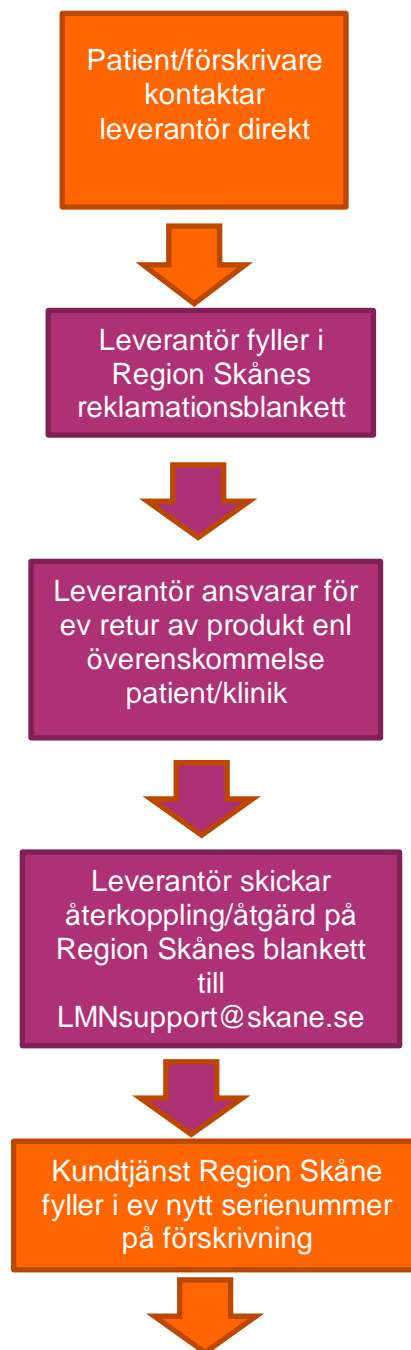 Patient/förskrivare
kontaktar
leverantör direkt
Leverantör fyller i
Region Skånes
reklamationsblankett
Leverantör ansvarar för
ev retur av produkt enl
överenskommelse
patient/klinik
Leverantör skickar
återkoppling/åtgärd på
Region Skånes blankett
till
LMNsupport@skane.se
Kundtjänst Region Skåne
fyller i ev nytt serienummer
på förskrivning